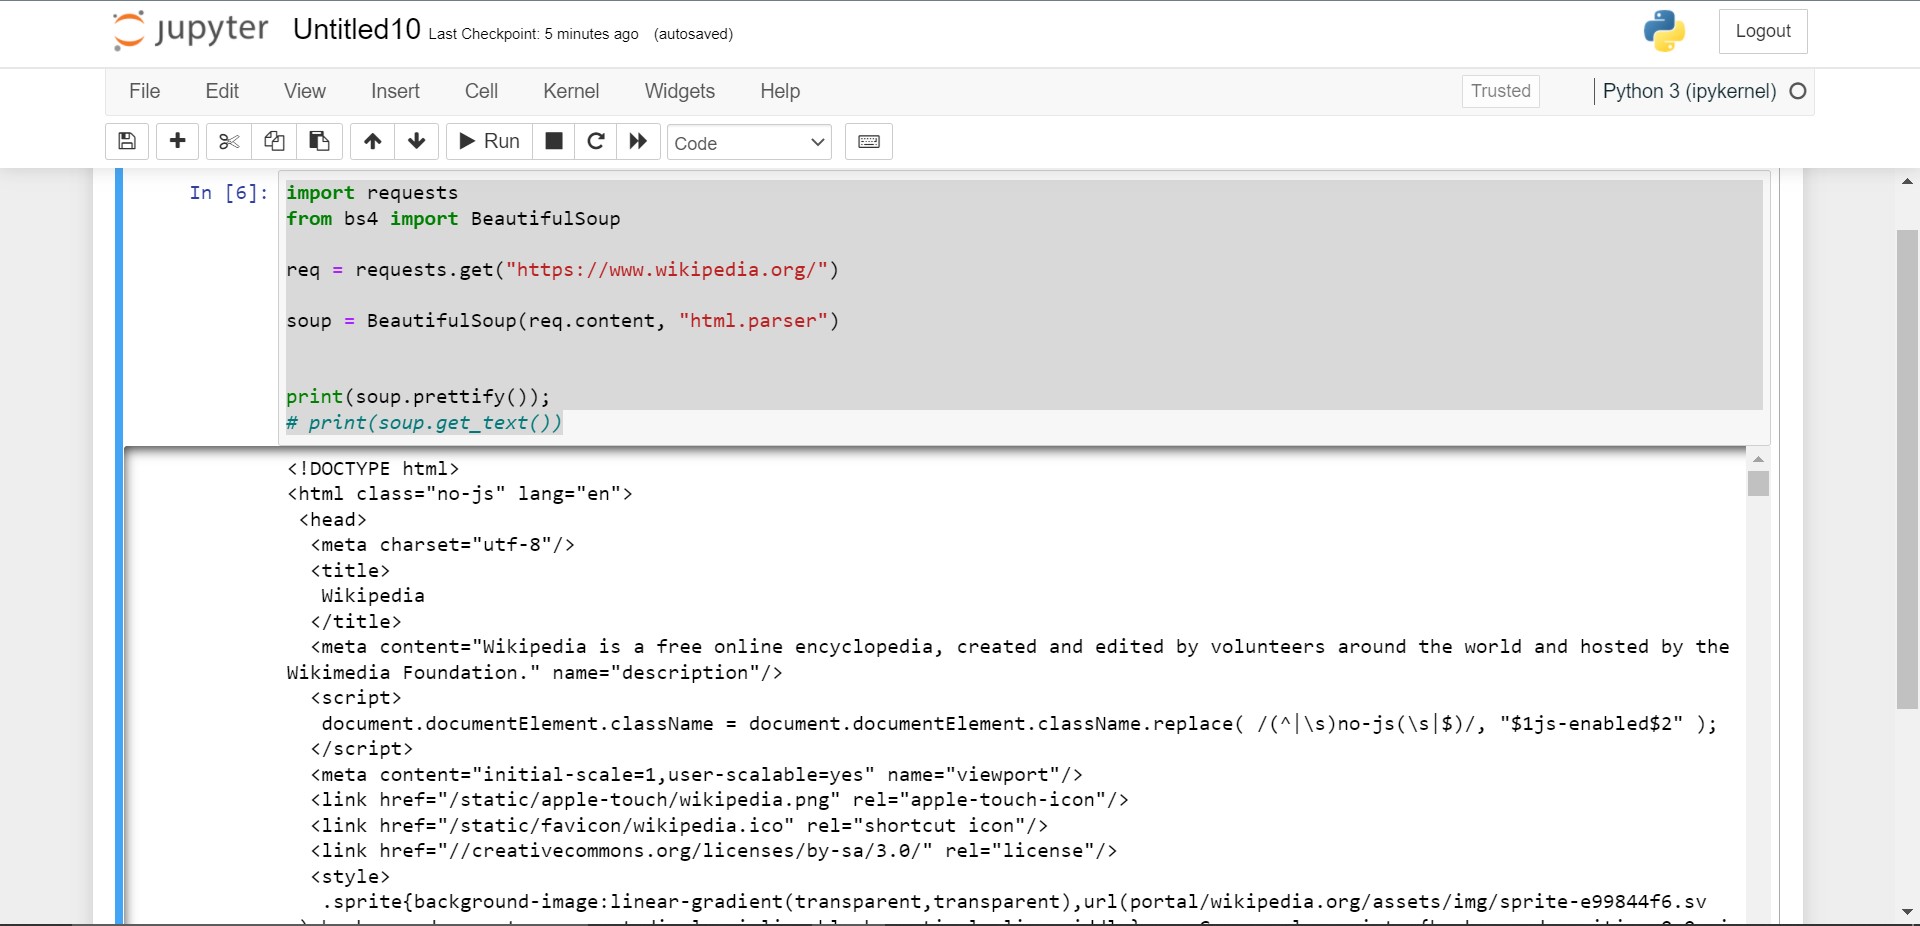 jupyter Untitled10 Last Checkpoint: 5 minutes ago (autosaved) Logout
File Edit View Insert Cell Kernel Widgets Help Trusted Python 3 (ipykernel)
Run Code
In [6]: import requests
from bs4 import BeautifulSoup
req = requests.get("https://www.wikipedia.org/")
soup = BeautifulSoup(req.content, "html.parser")
print(soup.prettify());
# print(soup.get_text())
<!DOCTYPE html>
<html class="no-js" lang="en">
<head>
<meta charset="utf-8"/>
<title>
Wikipedia
</title>
<meta content="Wikipedia is a free online encyclopedia, created and edited by volunteers around the world and hosted by the
Wikimedia Foundation." name="description"/>
<script>
document.documentElement.className = document.documentElement.className.replace( /(^|\s)no-js(\s|$)/, "$1js-enabled$2" );
</script>
<meta content="initial-scale=1,user-scalable=yes" name="viewport"/>
<link href="/static/apple-touch/wikipedia.png" rel="apple-touch-icon"/>
<link href="/static/favicon/wikipedia.ico" rel="shortcut icon"/>
<link href="//creativecommons.org/licenses/by-sa/3.0/" rel="license"/>
<style>
.sprite{background-image:linear-gradient(transparent,transparent),url(portal/wikipedia.org/assets/img/sprite-e99844f6.sv